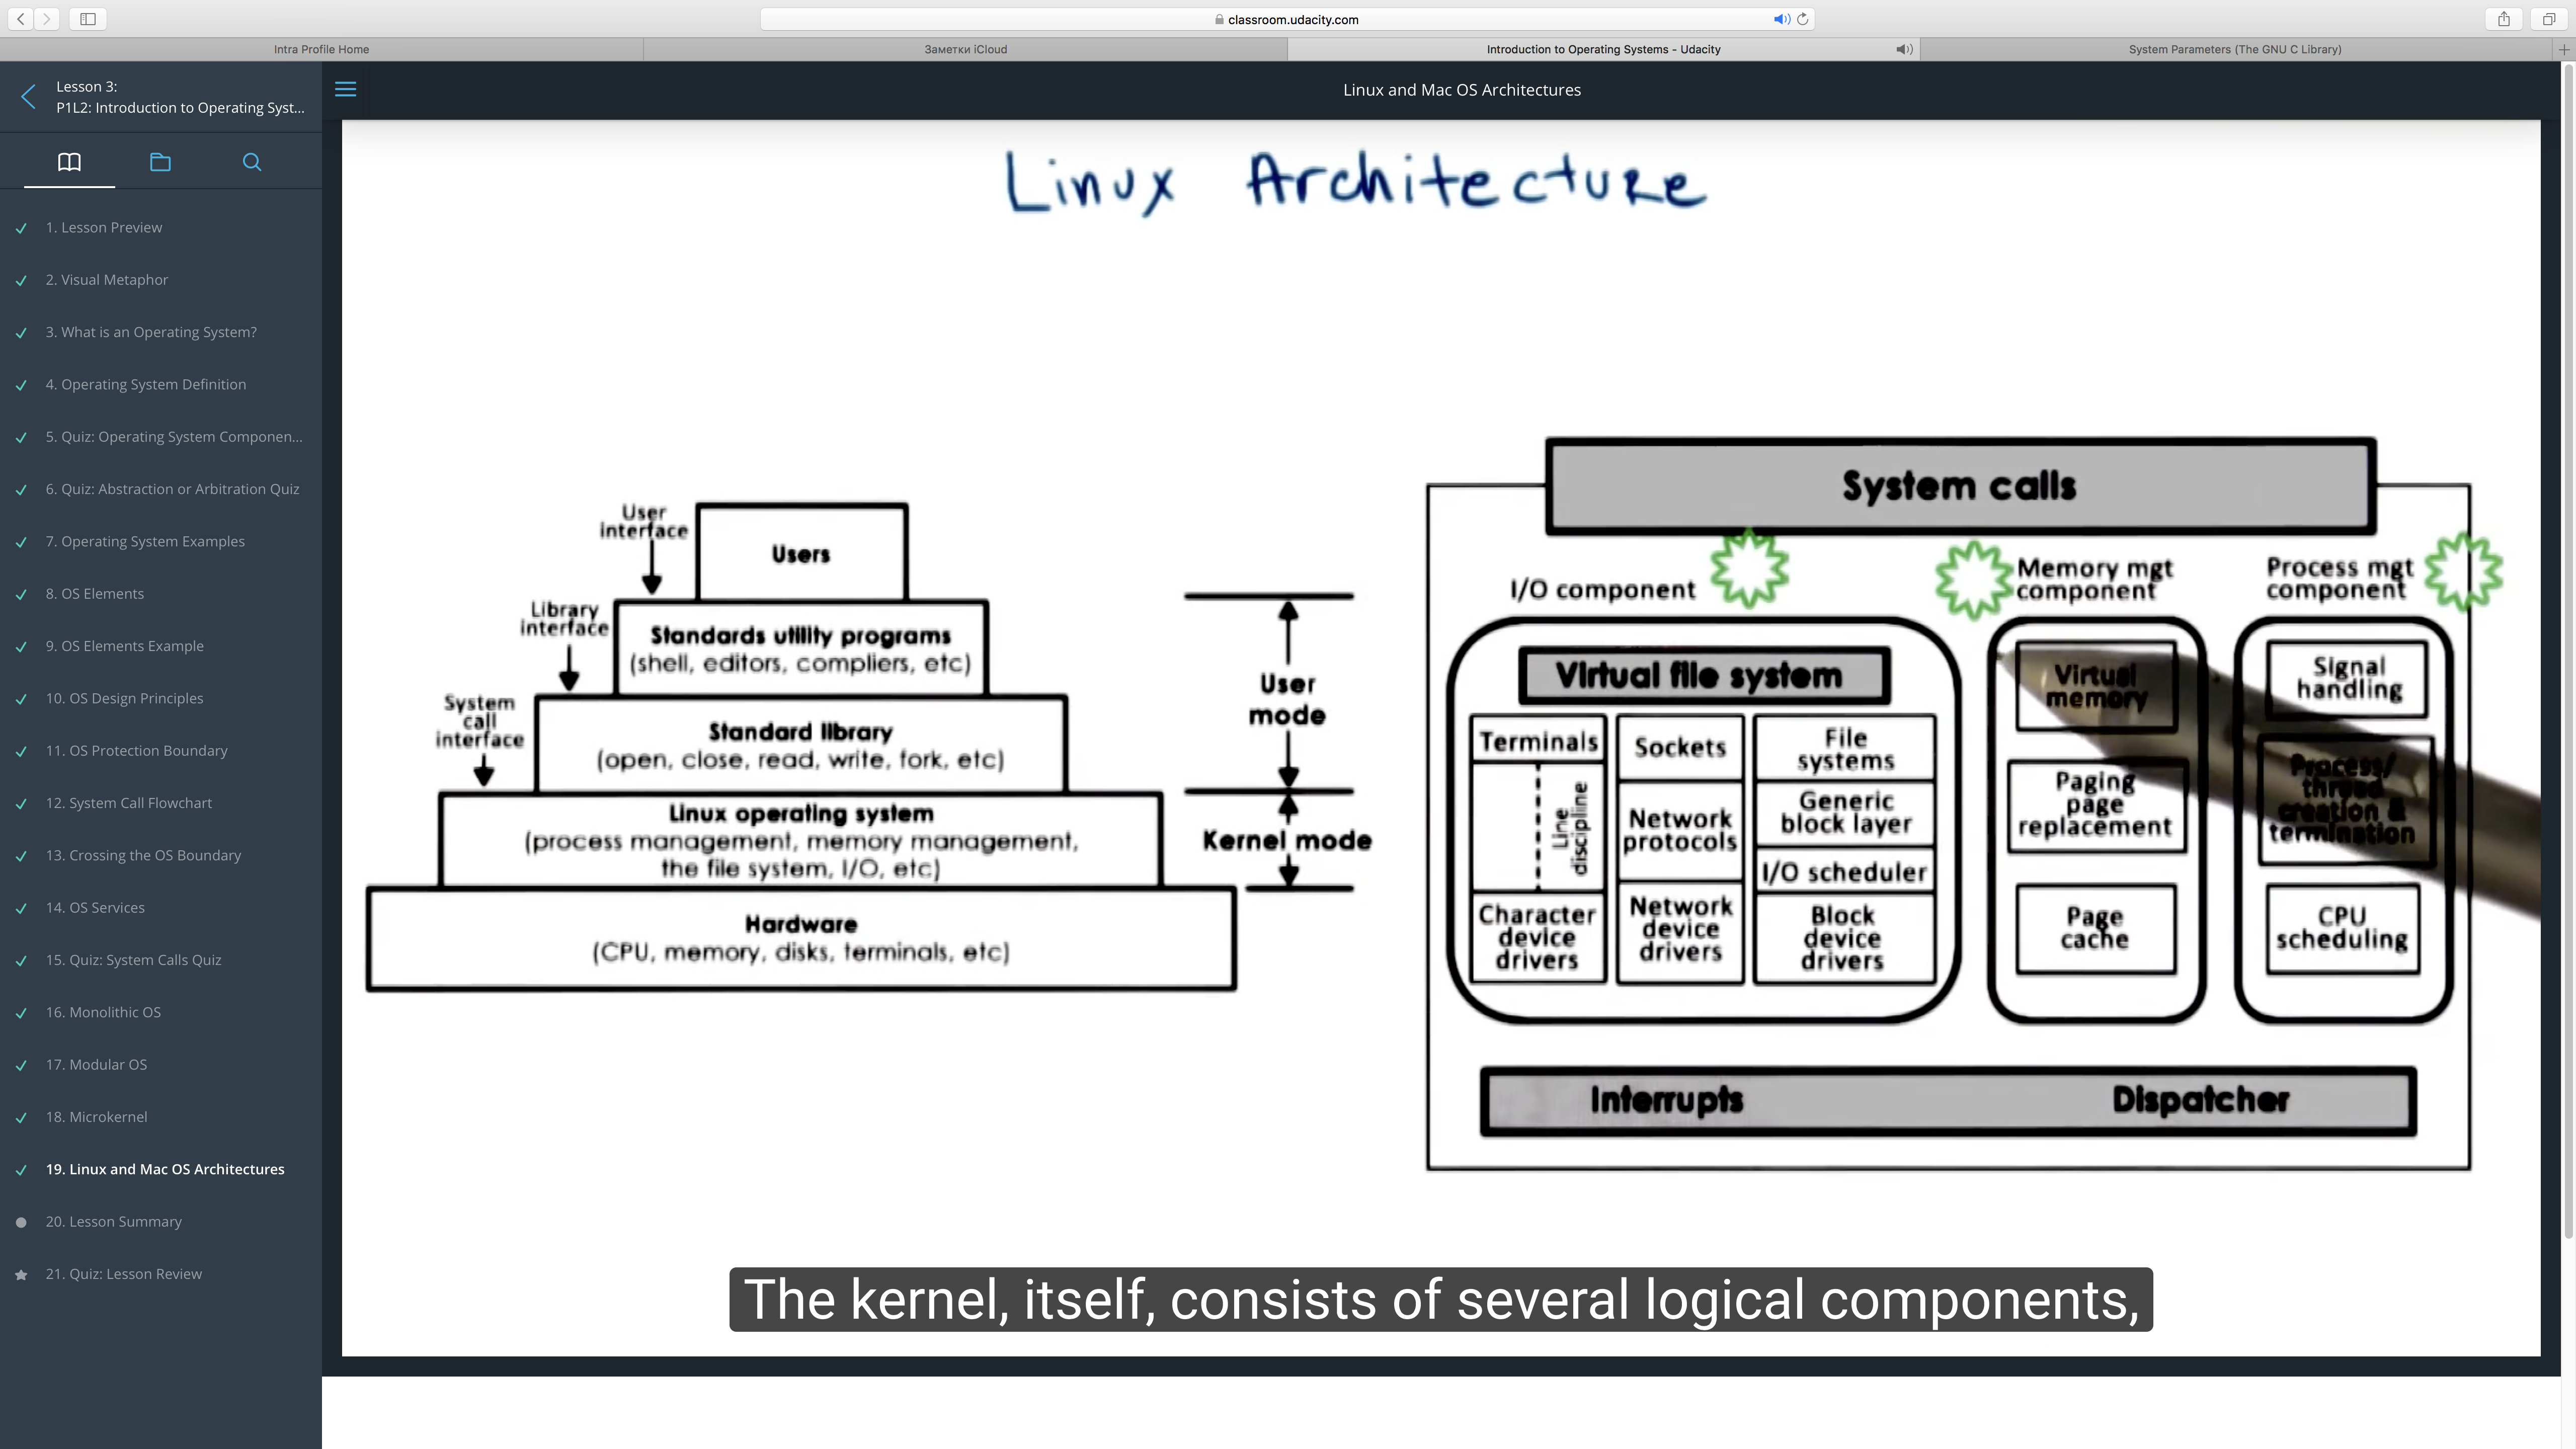 classroom.udacity.com
Intra Profile Home
Заметки iCloud
Introduction to Operating Systems - Udacity
System Parameters (The GNU C Library)
Lesson 3:
P1L2: Introduction to Operating Syst...
Linux and Mac OS Architectures
1. Lesson Preview
2. Visual Metaphor
3. What is an Operating System?
4. Operating System Definition
5. Quiz: Operating System Componen...
6. Quiz: Abstraction or Arbitration Quiz
7. Operating System Examples
8. OS Elements
9. OS Elements Example
10. OS Design Principles
11. OS Protection Boundary
12. System Call Flowchart
13. Crossing the OS Boundary
14. OS Services
15. Quiz: System Calls Quiz
16. Monolithic OS
17. Modular OS
18. Microkernel
19. Linux and Mac OS Architectures
20. Lesson Summary
21. Quiz: Lesson Review
Linux Architecture
User
interface
Users
Library
interface
Standards utility programs
(shell, editors, compliers, etc)
System
call
interface
Standard library
(open, close, read, write, fork, etc)
Linux operating system
(process management, memory management,
the file system, I/O, etc)
Hardware
(CPU, memory, disks, terminals, etc)
User
mode
Kernel mode
System calls
I/O component
Memory mgt
component
Process mgt
component
Virtual file system
Terminals
Line
discipline
Character
device
drivers
Sockets
Network
protocols
Network
device
drivers
File
systems
Generic
block layer
I/O scheduler
Block
device
drivers
Virtual
memory
Paging
page
replacement
Page
cache
Signal
handling
Process/
thread
creation &
termination
CPU
scheduling
Interrupts
Dispatcher
The kernel, itself, consists of several logical components,